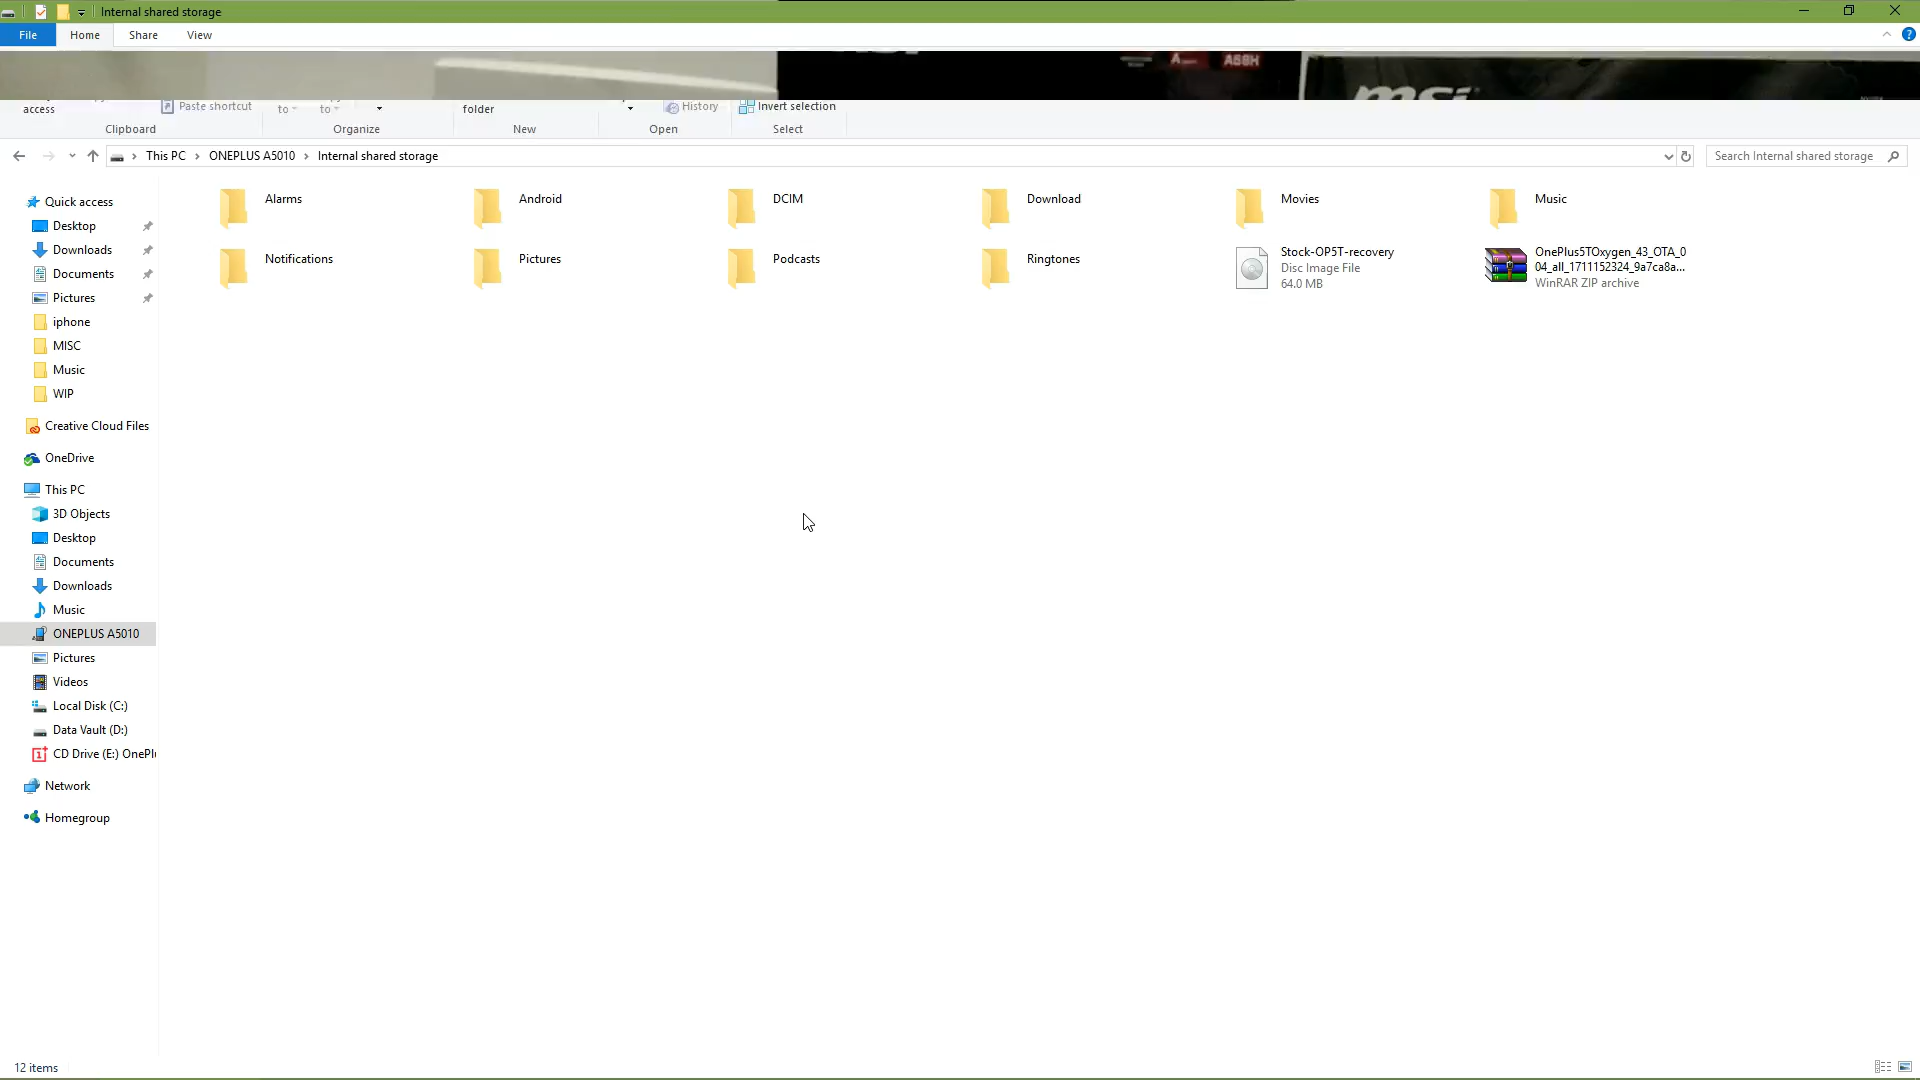 Internal shared storage
File
Home
Share
View
A68H
msi
access
Paste shortcut
to
to
folder
History
Invert selection
Clipboard
Organize
New
Open
Select
This PC
ONEPLUS A5010
Internal shared storage
Search Internal shared storage
Quick access
Desktop
Downloads
Documents
Pictures
iphone
MISC
Music
WIP
Creative Cloud Files
OneDrive
This PC
3D Objects
Desktop
Documents
Downloads
Music
ONEPLUS A5010
Pictures
Videos
Local Disk (C:)
Data Vault (D:)
CD Drive (E:) OnePl
Network
Homegroup
Alarms
Android
DCIM
Download
Movies
Music
Notifications
Pictures
Podcasts
Ringtones
Stock-OP5T-recovery
Disc Image File
64.0 MB
OnePlus5TOxygen_43_OTA_0
04_all_1711152324_9a7ca8a...
WinRAR ZIP archive
12 items